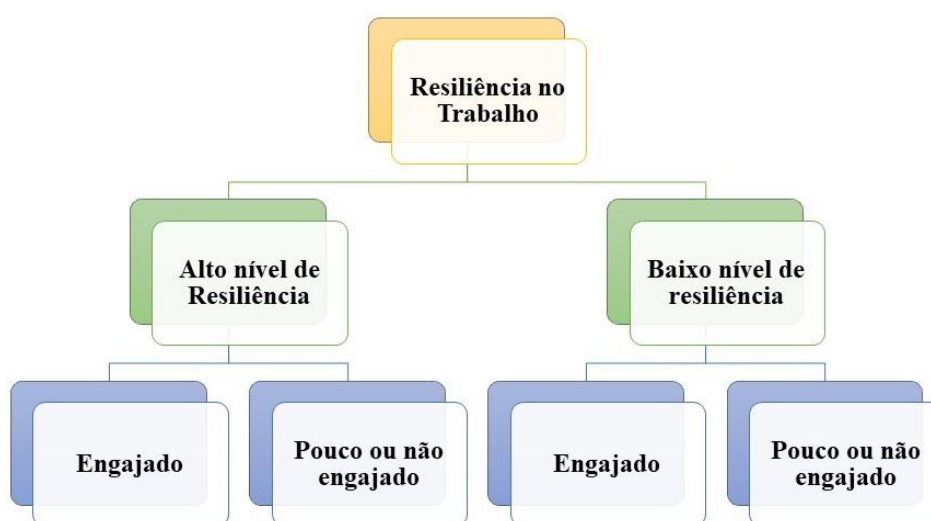 Resiliência no
Trabalho
Alto nível de
Resiliência
Baixo nível de
resiliência
Engajado
Pouco ou não
engajado
Engajado
Pouco ou não
engajado